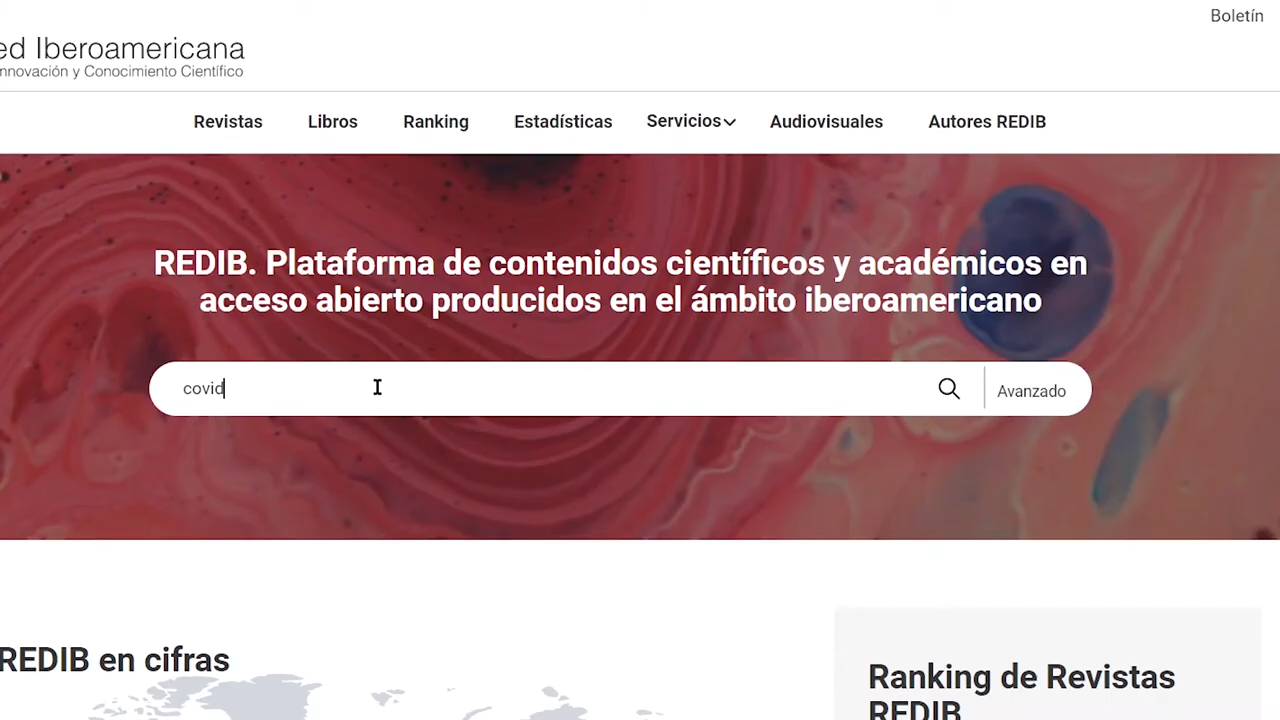 Boletín
ed Iberoamericana
nnovación y Conocimiento Científico
Revistas Libros Ranking Estadísticas Servicios Audiovisuales Autores REDIB
REDIB. Plataforma de contenidos científicos y académicos en
acceso abierto producidos en el ámbito iberoamericano
covid
Avanzado
REDIB en cifras
Ranking de Revistas
REDIB